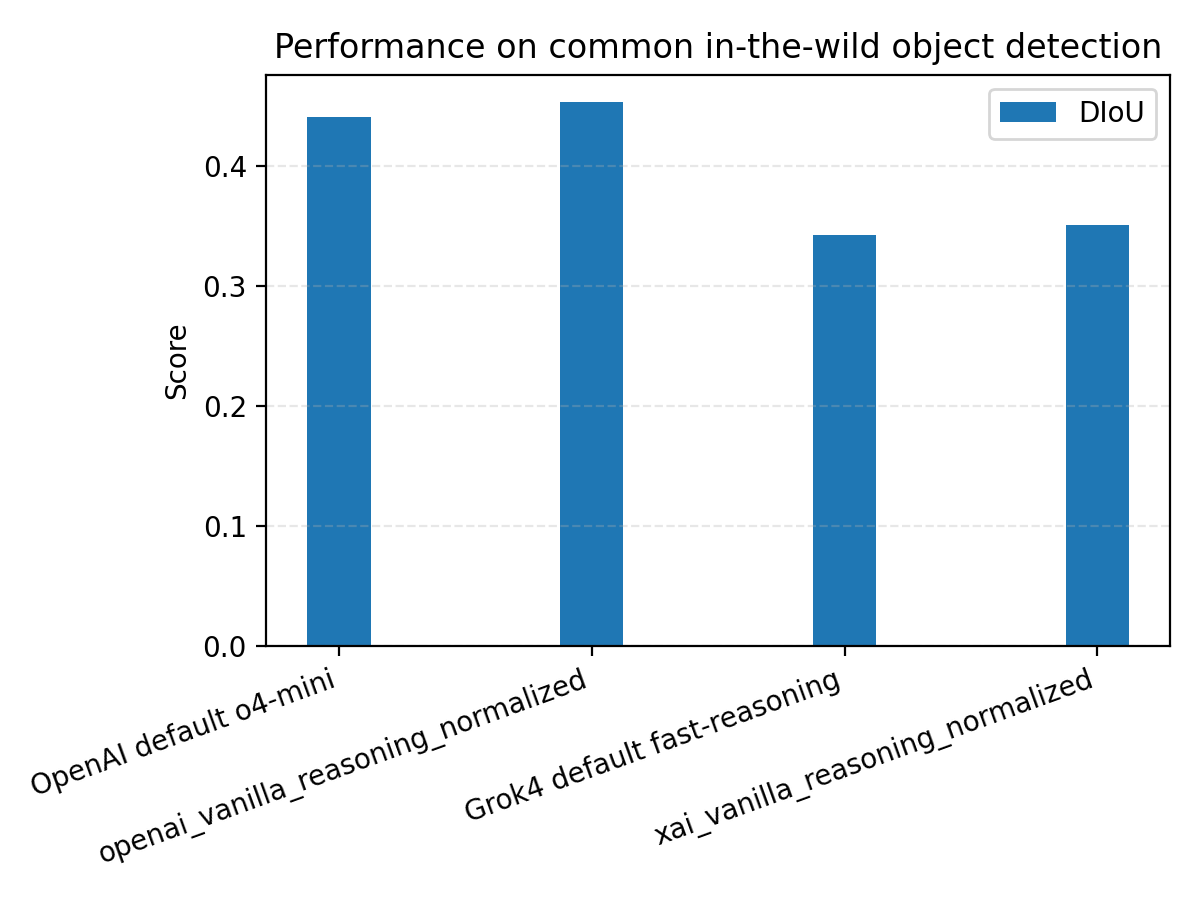 Performance on common in-the-wild object detection
DIoU
Score
0.4
0.3
0.2
0.1
0.0
OpenAI default o4-mini
openai_vanilla_reasoning_normalized
Grok4 default fast-reasoning
xai_vanilla_reasoning_normalized